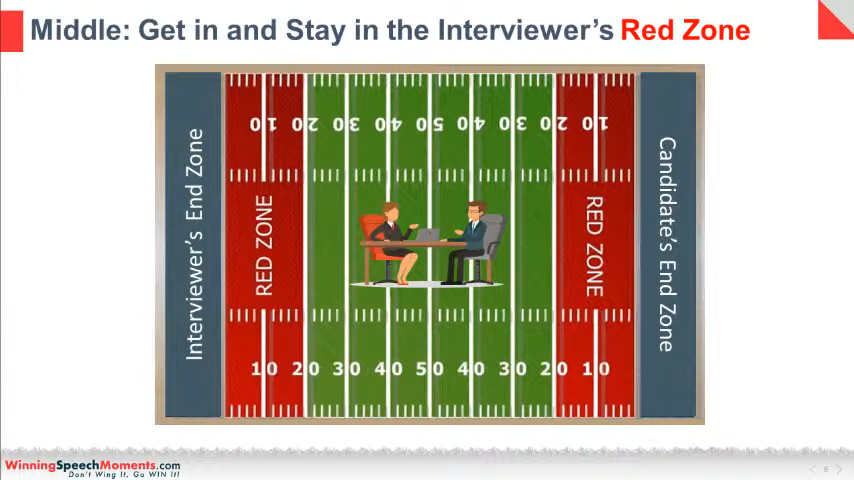 Middle: Get in and Stay in the Interviewer's Red Zone
10 20 30 40 50 40 30 20 10
Interviewer's End Zone
RED ZONE
RED ZONE
Candidate's End Zone
10 20 30 40 50 40 30 20 10
WinningSpeechMoments.com
Don't Wing It, Go WIN It!
8